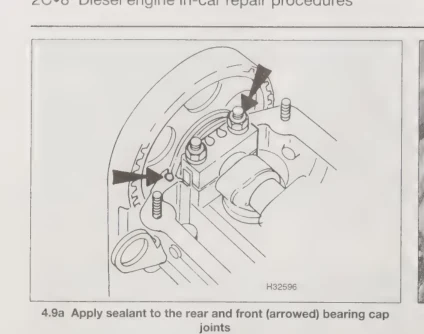 2C•8 Diesel engine in-car repair procedures
H32596
4.9a Apply sealant to the rear and front (arrowed) bearing cap
joints